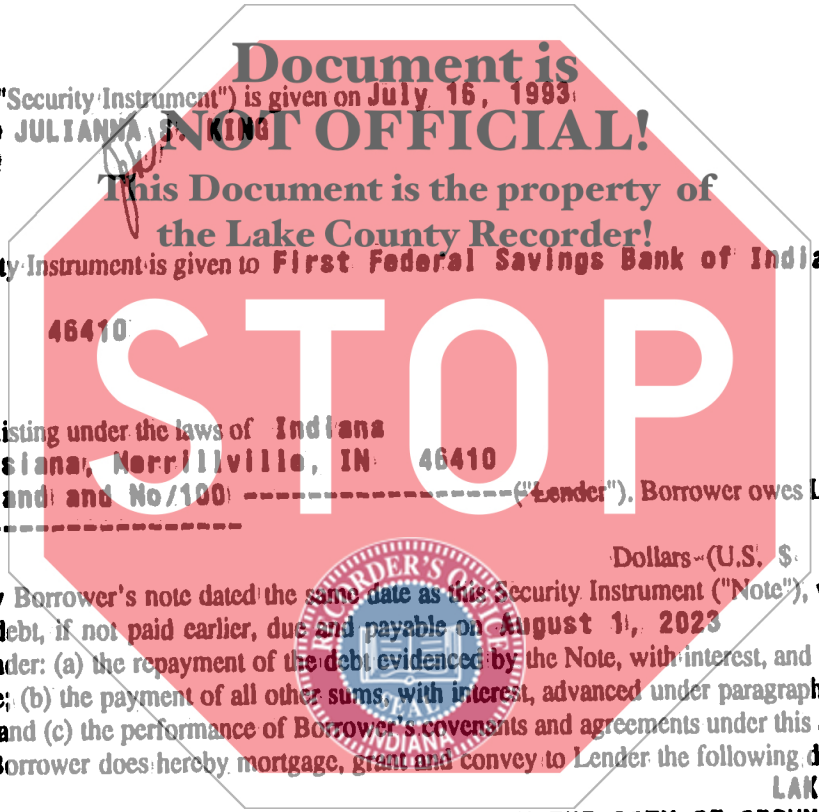 Document is
"Security Instrument") is given on July 16, 1993
JULIANNA KING
NOT OFFICIAL!
This Document is the property of
the Lake County Recorder!
ty Instrument is given to First Federal Savings Bank of India
46410
STOP
isting under the laws of Indiana
siana, Merrillville, IN 46410
and and No/100 --------------------("Lender"). Borrower owes L
------------------
Dollars (U.S. $
y Borrower's note dated the same date as this Security Instrument ("Note"),
debt, if not paid earlier, due and payable on August 1, 2023
nder: (a) the repayment of the debt evidenced by the Note, with interest, and
e; (b) the payment of all other sums, with interest, advanced under paragraph
and (c) the performance of Borrower's covenants and agreements under this
Borrower does hereby mortgage, grant and convey to Lender the following d
LAK
RECORDER'S OFFICE
SEAL
INDIANA